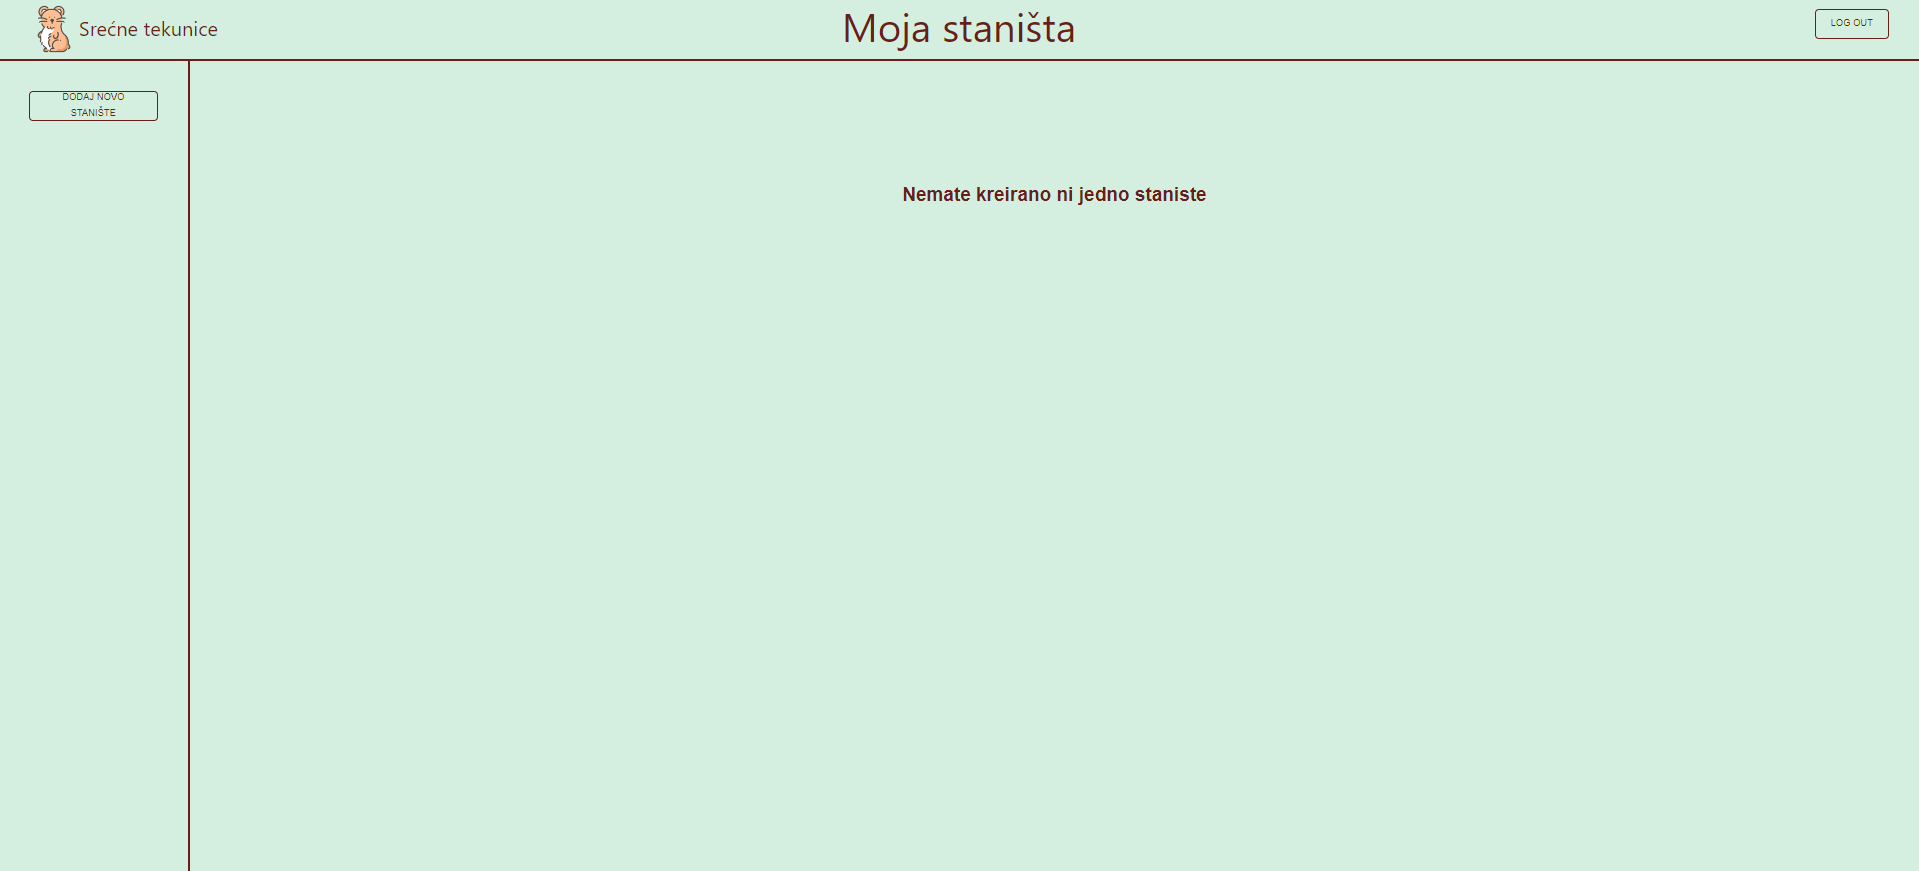 Srećne tekunice
Moja staništa
LOG OUT
DODAJ NOVO
STANIŠTE
Nemate kreirano ni jedno staniste